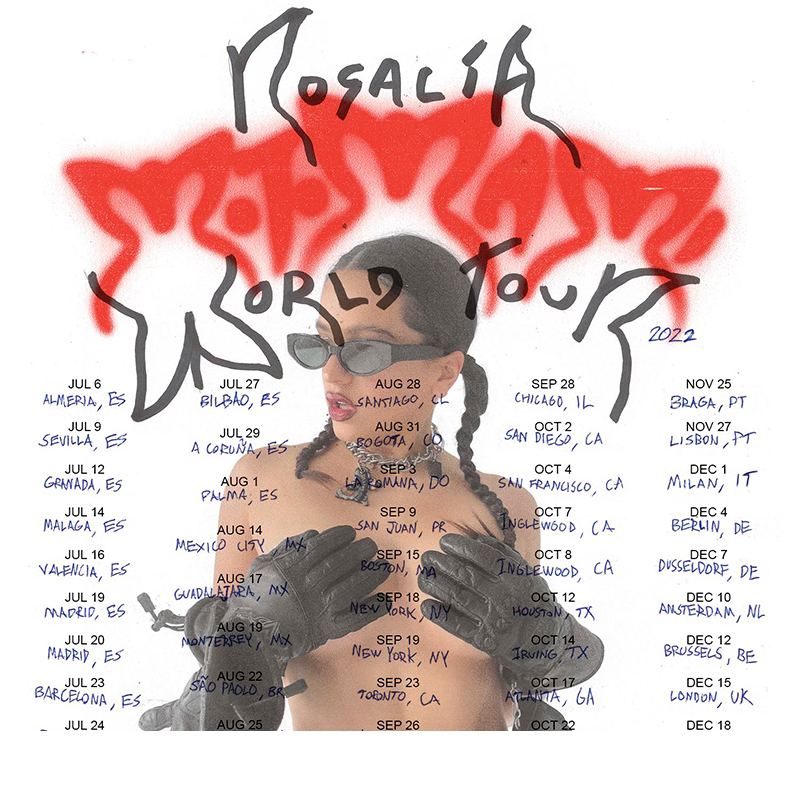 ROSALÍA
MOTOMAMI
WORLD TOUR
2022
JUL 6
ALMERIA, ES
JUL 9
SEVILLA, ES
JUL 12
GRANADA, ES
JUL 14
MALAGA, ES
JUL 16
VALENCIA, ES
JUL 19
MADRID, ES
JUL 20
MADRID, ES
JUL 23
BARCELONA, ES
JUL 24
JUL 27
BILBÃO, ES
JUL 29
A CORUÑA, ES
AUG 1
PALMA, ES
AUG 14
MEXICO CITY, MX
AUG 17
GUADALAJARA, MX
AUG 19
MONTERREY, MX
AUG 22
SÃO PAOLO, BR
AUG 25
AUG 28
SANTIAGO, CL
AUG 31
BOGOTA, CO
SEP 3
LA ROMANA, DO
SEP 9
SAN JUAN, PR
SEP 15
BOSTON, MA
SEP 18
NEW YORK, NY
SEP 19
NEW YORK, NY
SEP 23
TORONTO, CA
SEP 26
SEP 28
CHICAGO, IL
OCT 2
SAN DIEGO, CA
OCT 4
SAN FRANCISCO, CA
OCT 7
INGLEWOOD, CA
OCT 8
INGLEWOOD, CA
OCT 12
HOUSTON, TX
OCT 14
IRVING, TX
OCT 17
ATLANTA, GA
OCT 22
NOV 25
BRAGA, PT
NOV 27
LISBON, PT
DEC 1
MILAN, IT
DEC 4
BERLIN, DE
DEC 7
DUSSELDORF, DE
DEC 10
AMSTERDAM, NL
DEC 12
BRUSSELS, BE
DEC 15
LONDON, UK
DEC 18